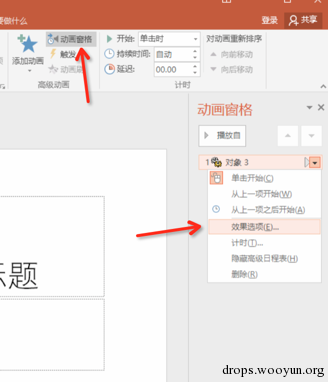 要做什么
登录 共享
动画窗格
触发
添加动画
动画刷
高级动画
开始: 单击时
持续时间: 自动
延迟: 00.00
计时
对动画重新排序
向前移动
向后移动
动画窗格
播放自
1 对象 3
单击开始(C)
从上一项开始(W)
从上一项之后开始(A)
效果选项(E)...
计时(T)...
隐藏高级日程表(H)
删除(R)
标题
drops.wooyun.org